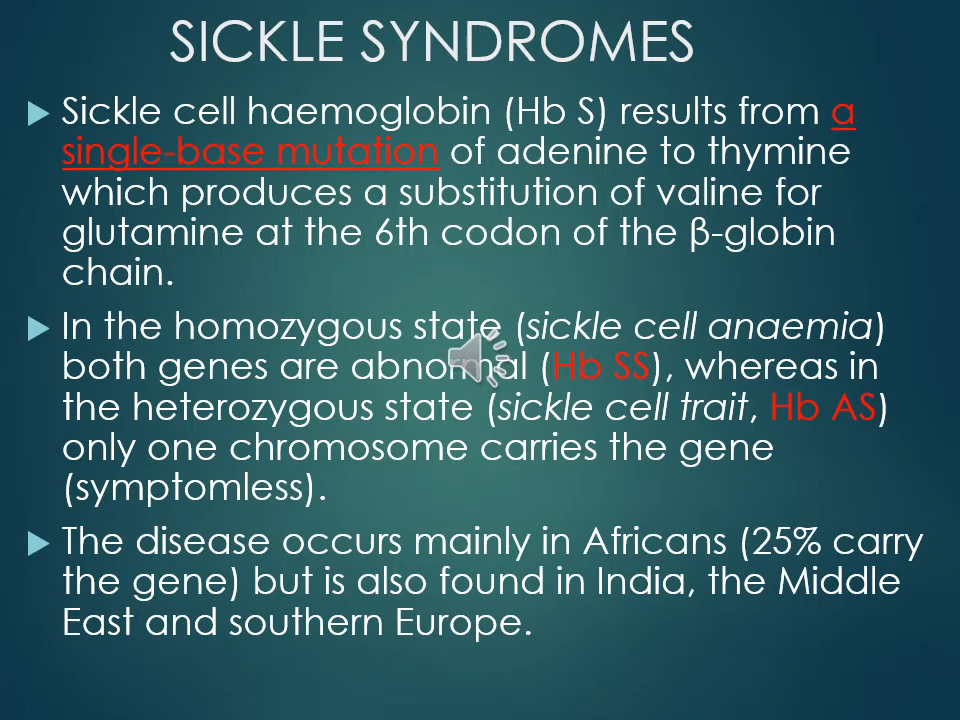 SICKLE SYNDROMES
Sickle cell haemoglobin (Hb S) results from a
single-base mutation of adenine to thymine
which produces a substitution of valine for
glutamine at the 6th codon of the β-globin
chain.
In the homozygous state (sickle cell anaemia)
both genes are abnormal (Hb SS), whereas in
the heterozygous state (sickle cell trait, Hb AS)
only one chromosome carries the gene
(symptomless).
The disease occurs mainly in Africans (25% carry
the gene) but is also found in India, the Middle
East and southern Europe.